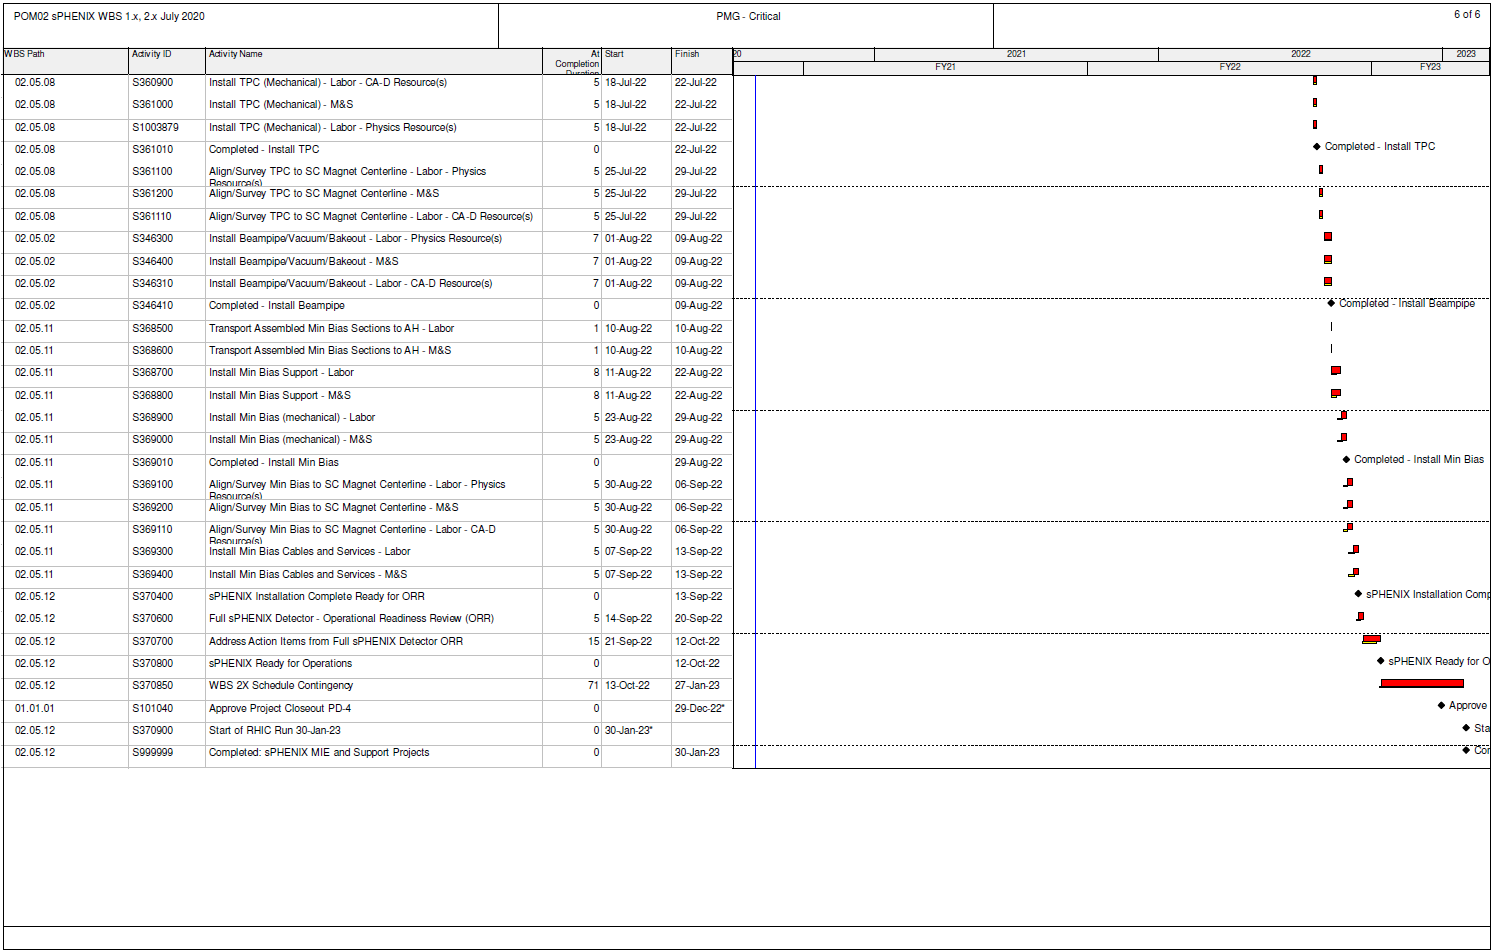 POM02 sPHENIX WBS 1.x, 2.x July 2020 PMG - Critical 6 of 6
WBS Path Activity ID Activity Name At Completion Duration Start Finish 20 2021 2022 2023
FY21 FY22 FY23
02.05.08 S360900 Install TPC (Mechanical) - Labor - CA-D Resource(s) 5 18-Jul-22 22-Jul-22
02.05.08 S361000 Install TPC (Mechanical) - M&S 5 18-Jul-22 22-Jul-22
02.05.08 S1003879 Install TPC (Mechanical) - Labor - Physics Resource(s) 5 18-Jul-22 22-Jul-22
02.05.08 S361010 Completed - Install TPC 0 22-Jul-22 Completed - Install TPC
02.05.08 S361100 Align/Survey TPC to SC Magnet Centerline - Labor - Physics Resource(s) 5 25-Jul-22 29-Jul-22
02.05.08 S361200 Align/Survey TPC to SC Magnet Centerline - M&S 5 25-Jul-22 29-Jul-22
02.05.08 S361110 Align/Survey TPC to SC Magnet Centerline - Labor - CA-D Resource(s) 5 25-Jul-22 29-Jul-22
02.05.02 S346300 Install Beampipe/Vacuum/Bakeout - Labor - Physics Resource(s) 7 01-Aug-22 09-Aug-22
02.05.02 S346400 Install Beampipe/Vacuum/Bakeout - M&S 7 01-Aug-22 09-Aug-22
02.05.02 S346310 Install Beampipe/Vacuum/Bakeout - Labor - CA-D Resource(s) 7 01-Aug-22 09-Aug-22
02.05.02 S346410 Completed - Install Beampipe 0 09-Aug-22 Completed - Install Beampipe
02.05.11 S368500 Transport Assembled Min Bias Sections to AH - Labor 1 10-Aug-22 10-Aug-22
02.05.11 S368600 Transport Assembled Min Bias Sections to AH - M&S 1 10-Aug-22 10-Aug-22
02.05.11 S368700 Install Min Bias Support - Labor 8 11-Aug-22 22-Aug-22
02.05.11 S368800 Install Min Bias Support - M&S 8 11-Aug-22 22-Aug-22
02.05.11 S368900 Install Min Bias (mechanical) - Labor 5 23-Aug-22 29-Aug-22
02.05.11 S369000 Install Min Bias (mechanical) - M&S 5 23-Aug-22 29-Aug-22
02.05.11 S369010 Completed - Install Min Bias 0 29-Aug-22 Completed - Install Min Bias
02.05.11 S369100 Align/Survey Min Bias to SC Magnet Centerline - Labor - Physics Resource(s) 5 30-Aug-22 06-Sep-22
02.05.11 S369200 Align/Survey Min Bias to SC Magnet Centerline - M&S 5 30-Aug-22 06-Sep-22
02.05.11 S369110 Align/Survey Min Bias to SC Magnet Centerline - Labor - CA-D Resource(s) 5 30-Aug-22 06-Sep-22
02.05.11 S369300 Install Min Bias Cables and Services - Labor 5 07-Sep-22 13-Sep-22
02.05.11 S369400 Install Min Bias Cables and Services - M&S 5 07-Sep-22 13-Sep-22
02.05.12 S370400 sPHENIX Installation Complete Ready for ORR 0 13-Sep-22 sPHENIX Installation Comp
02.05.12 S370600 Full sPHENIX Detector - Operational Readiness Review (ORR) 5 14-Sep-22 20-Sep-22
02.05.12 S370700 Address Action Items from Full sPHENIX Detector ORR 15 21-Sep-22 12-Oct-22
02.05.12 S370800 sPHENIX Ready for Operations 0 12-Oct-22 sPHENIX Ready for O
02.05.12 S370850 WBS 2X Schedule Contingency 71 13-Oct-22 27-Jan-23
01.01.01 S101040 Approve Project Closeout PD-4 0 29-Dec-22* Approve
02.05.12 S370900 Start of RHIC Run 30-Jan-23 0 30-Jan-23* Sta
02.05.12 S999999 Completed: sPHENIX MIE and Support Projects 0 30-Jan-23 Con